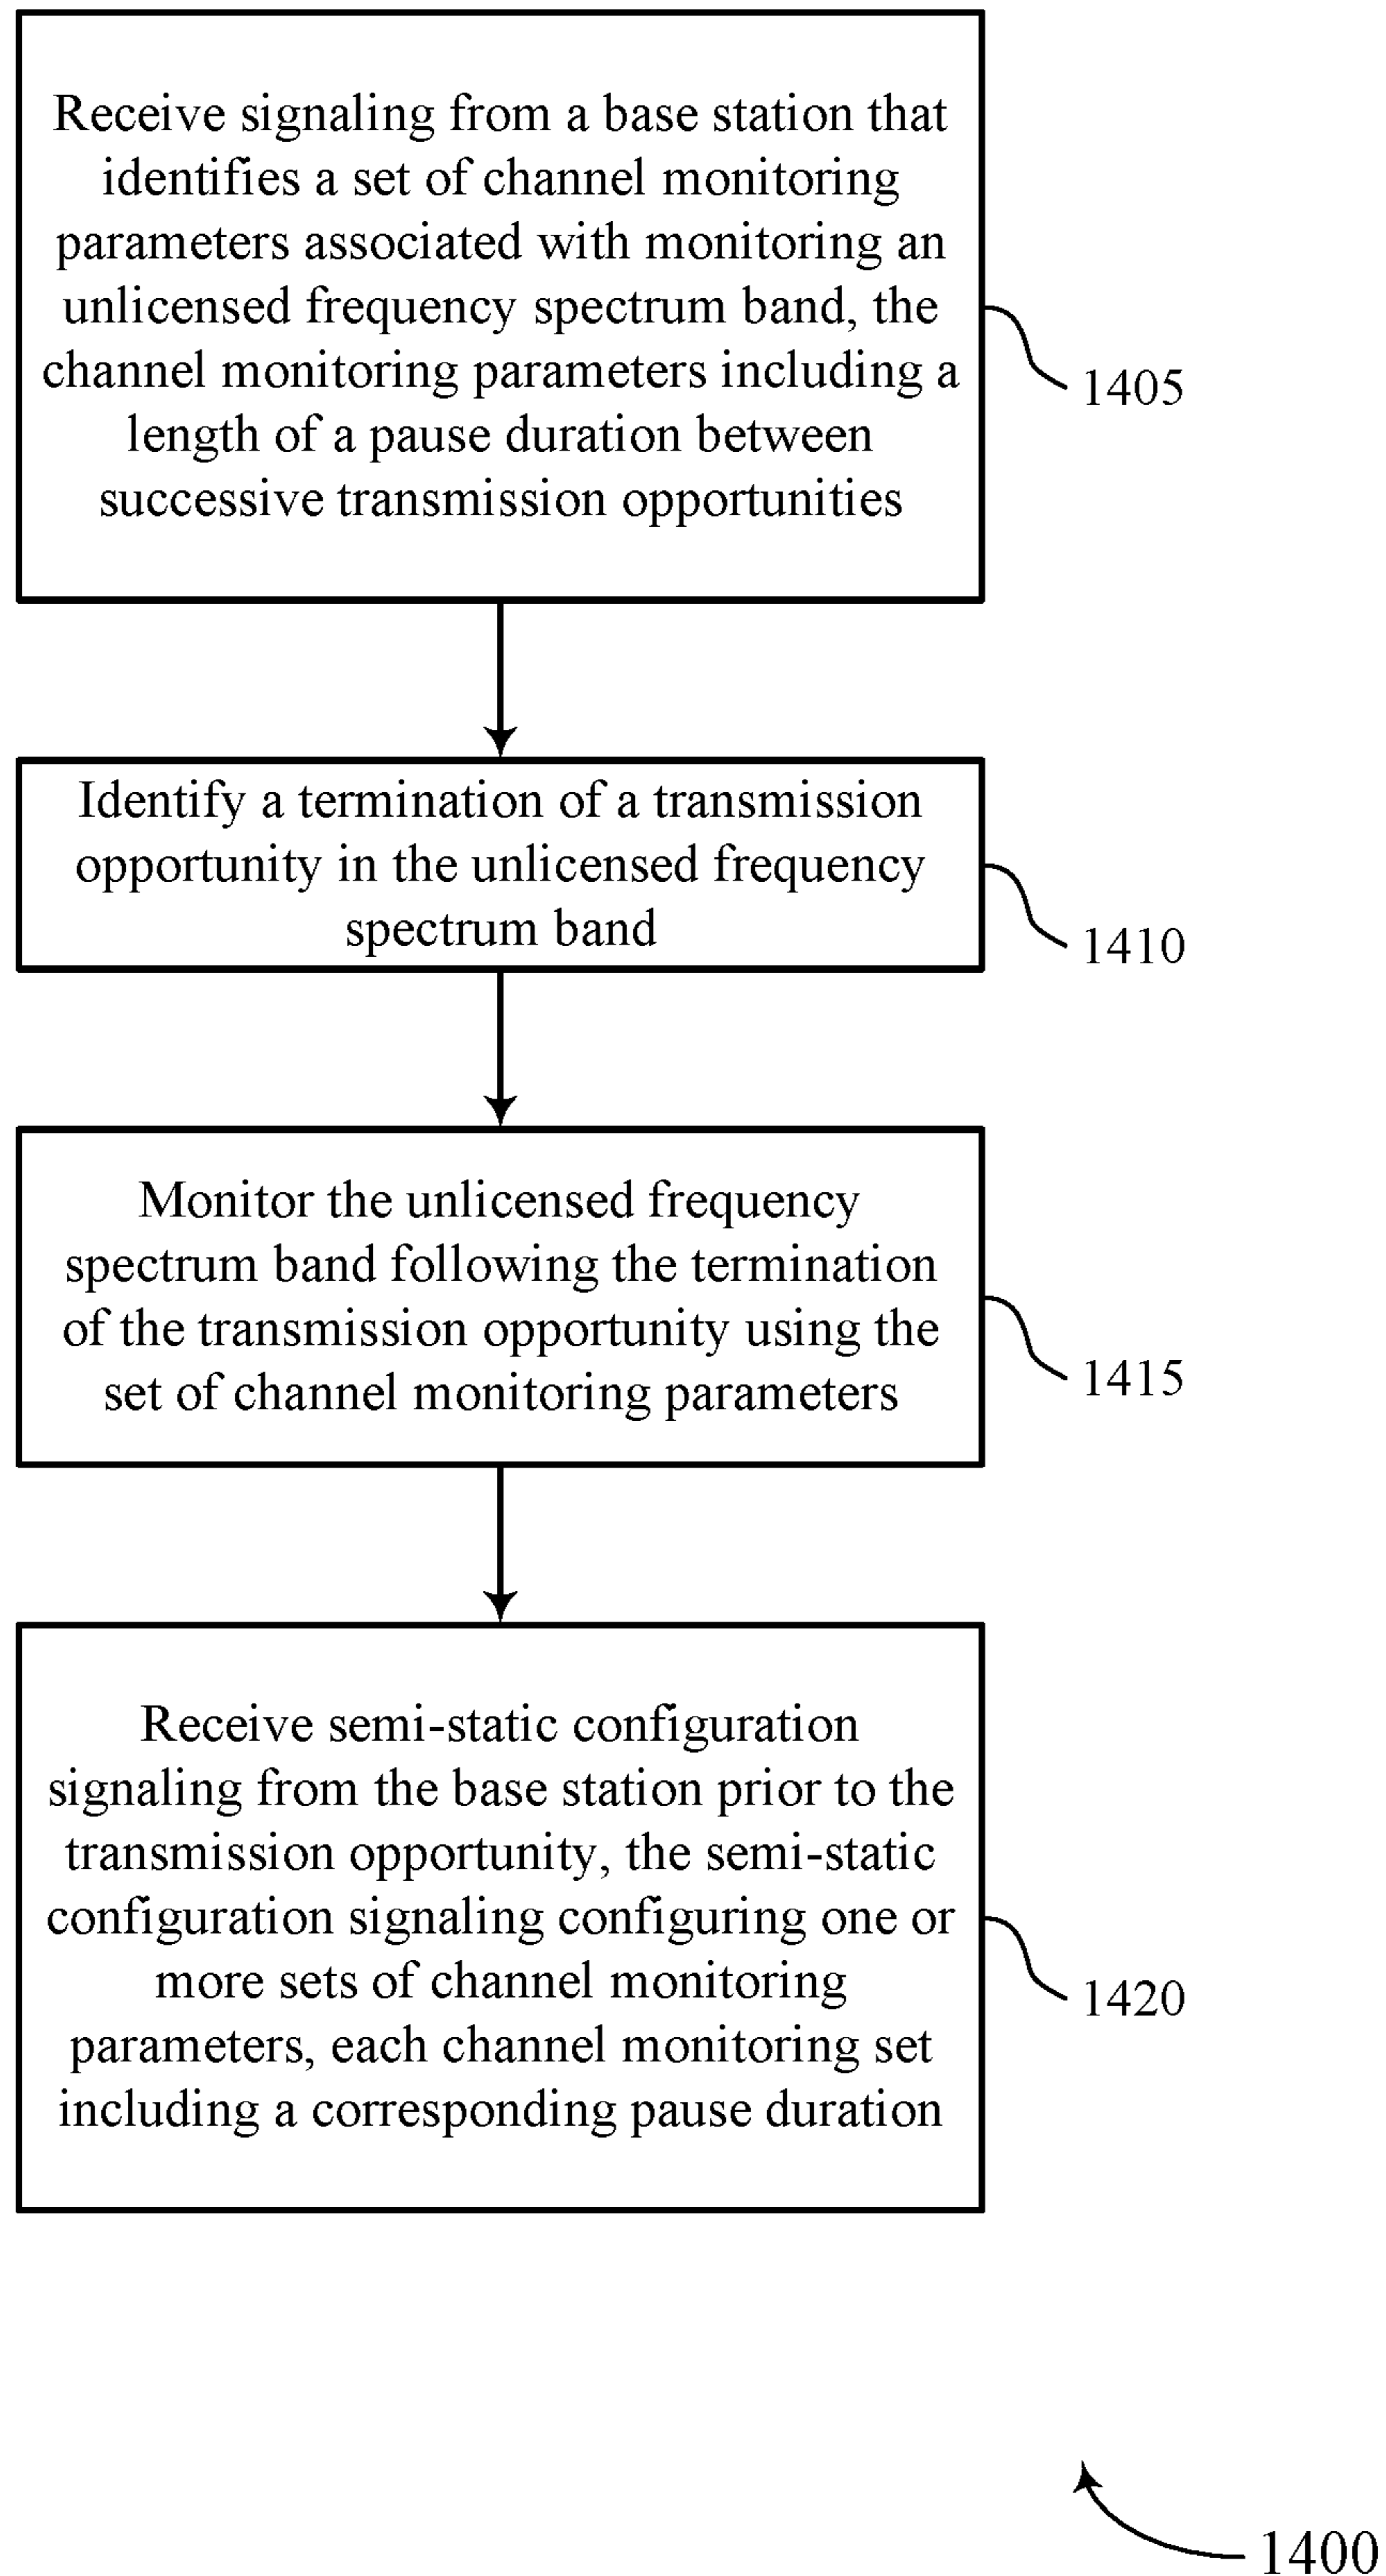 Receive signaling from a base station that
identifies a set of channel monitoring
parameters associated with monitoring an
unlicensed frequency spectrum band, the
channel monitoring parameters including a
length of a pause duration between
successive transmission opportunities
1405
Identify a termination of a transmission
opportunity in the unlicensed frequency
spectrum band
1410
Monitor the unlicensed frequency
spectrum band following the termination
of the transmission opportunity using the
set of channel monitoring parameters
1415
Receive semi-static configuration
signaling from the base station prior to the
transmission opportunity, the semi-static
configuration signaling configuring one or
more sets of channel monitoring
parameters, each channel monitoring set
including a corresponding pause duration
1420
1400